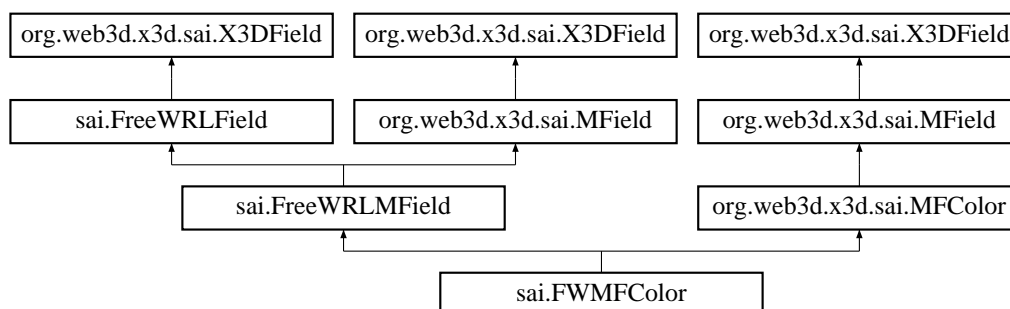 org.web3d.x3d.sai.X3DField
org.web3d.x3d.sai.X3DField
org.web3d.x3d.sai.X3DField
sai.FreeWRLField
org.web3d.x3d.sai.MField
org.web3d.x3d.sai.MField
sai.FreeWRLMField
org.web3d.x3d.sai.MFColor
sai.FWMFColor